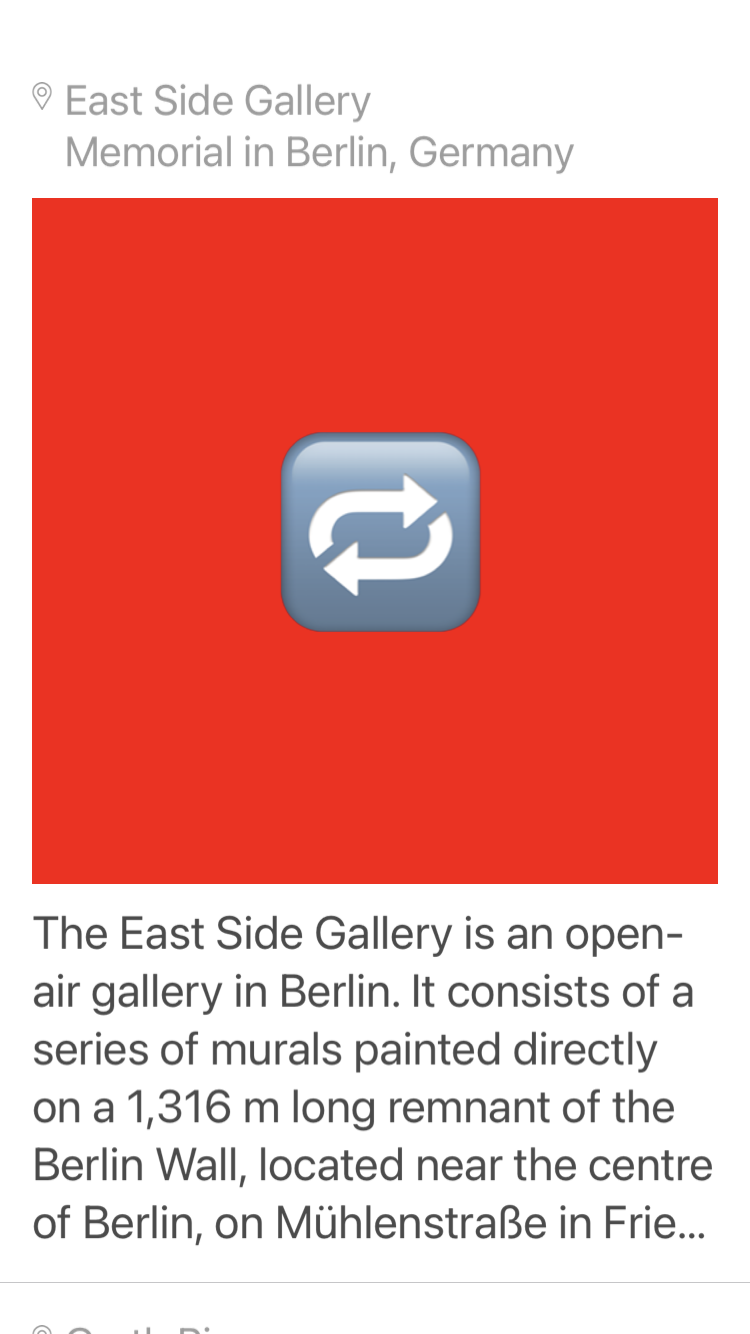 East Side Gallery
Memorial in Berlin, Germany
The East Side Gallery is an open-
air gallery in Berlin. It consists of a
series of murals painted directly
on a 1,316 m long remnant of the
Berlin Wall, located near the centre
of Berlin, on Mühlenstraße in Frie...